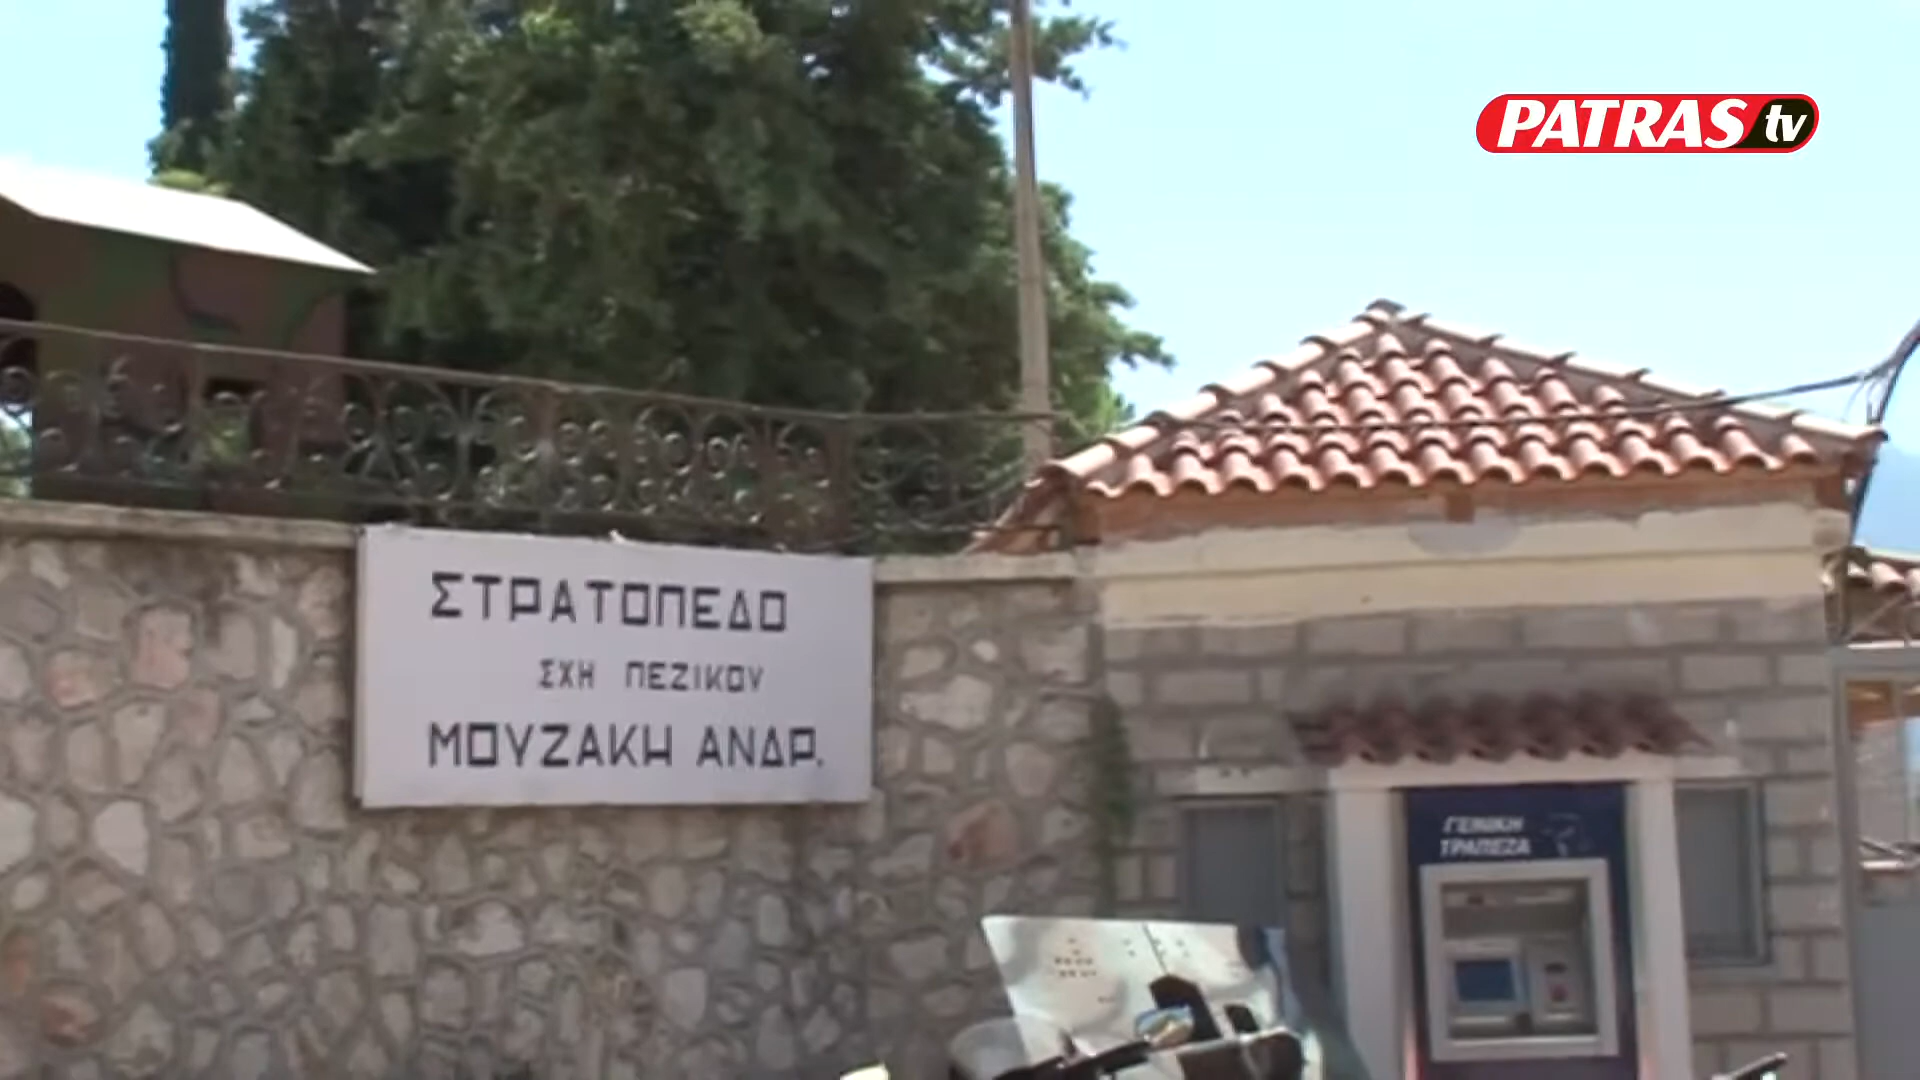 PATRAS tv
ΣΤΡΑΤΟΠΕΔΟ
ΣΧΗ ΠΕΖΙΚΟΥ
ΜΟΥΖΑΚΗ ΑΝΔΡ.
ΓΕΝΙΚΗ
ΤΡΑΠΕΖΑ